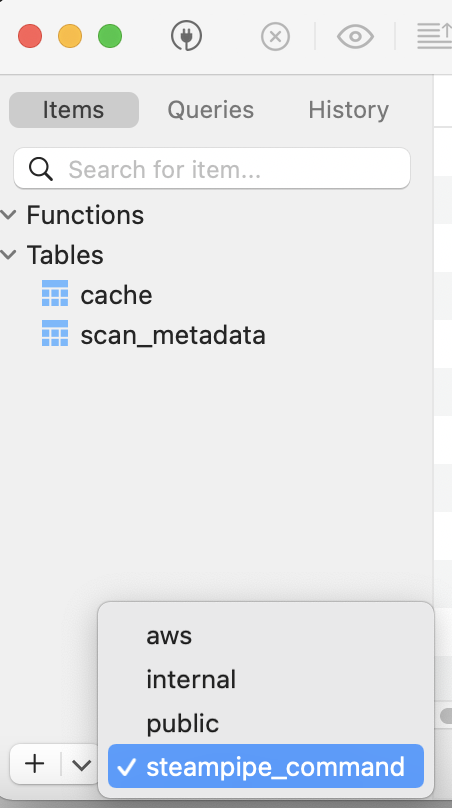 Items Queries History
Search for item...
Functions
Tables
cache
scan_metadata
aws
internal
public
steampipe_command